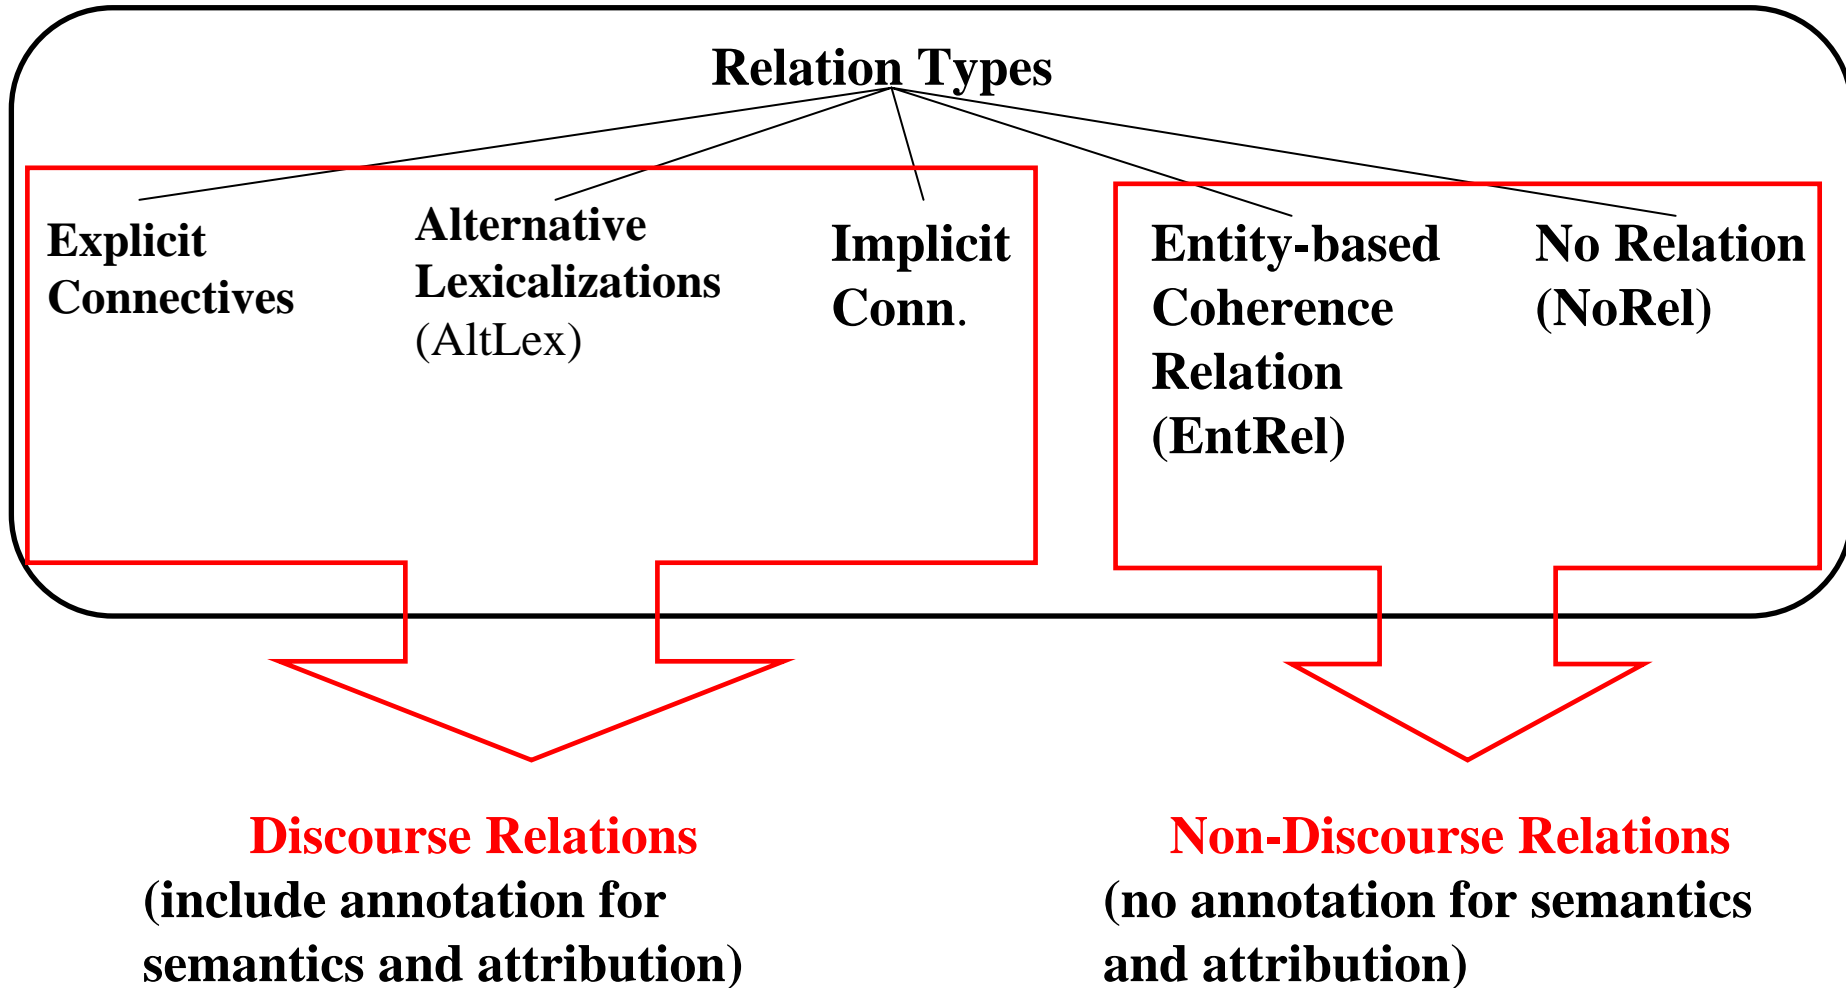 Relation Types
Explicit
Connectives
Alternative
Lexicalizations
(AltLex)
Implicit
Conn.
Entity-based
Coherence
Relation
(EntRel)
No Relation
(NoRel)
Discourse Relations
(include annotation for
semantics and attribution)
Non-Discourse Relations
(no annotation for semantics
and attribution)